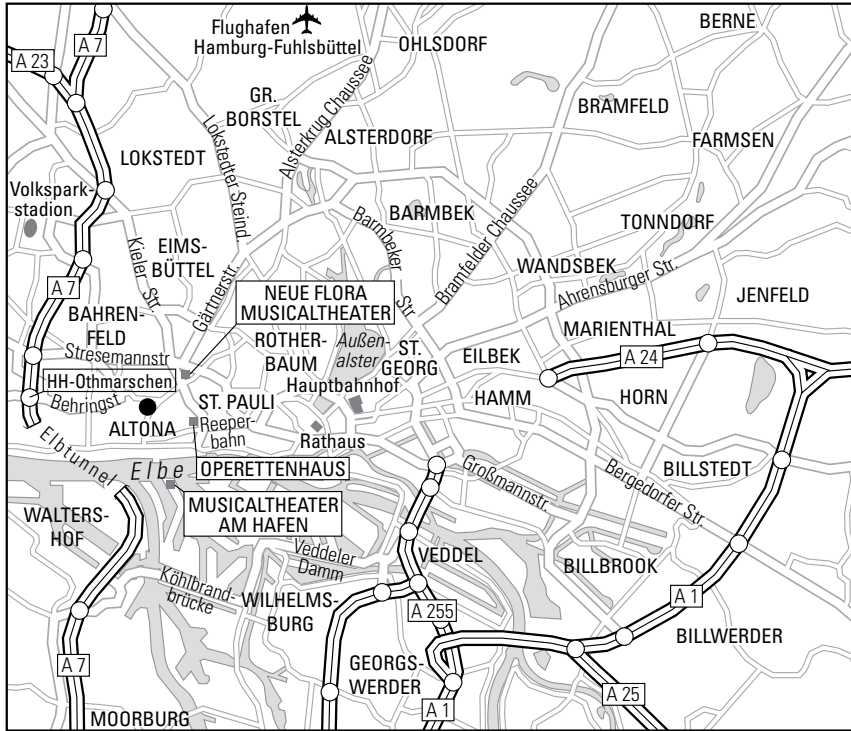 Flughafen
Hamburg-Fuhlsbüttel
BERNE
A 7
OHLSDORF
A 23
GR.
BORSTEL
Alsterkrug Chaussee
BRAMFELD
Lokstedter Steind.
ALSTERDORF
FARMSEN
LOKSTEDT
Volkspark-
stadion
BARMBEK
Barmbeker
Str
Bramfelder Chaussee
TONNDORF
Kieler Str.
EIMS-
BÜTTEL
WANDSBEK
Ahrensburger Str.
A 7
Gärtnerstr.
NEUE FLORA
MUSICALTHEATER
JENFELD
BAHREN-
FELD
MARIENTHAL
Stresemannstr
ROTHER-
BAUM
Außen-
alster
ST.
GEORG
EILBEK
A 24
HH-Othmarschen
Hauptbahnhof
Behringst
ST. PAULI
HAMM
HORN
ALTONA
Reeper-
bahn
Rathaus
Elbtunnel
Elbe
OPERETTENHAUS
Großmannstr.
Bergedorfer Str.
BILLSTEDT
MUSICALTHEATER
AM HAFEN
WALTERS-
HOF
Veddeler
Damm
VEDDEL
BILLBROOK
Köhlbrand-
brücke
WILHELMS-
BURG
A 255
A 1
BILLWERDER
GEORGS-
WERDER
A 7
A 25
A 1
MOORBURG